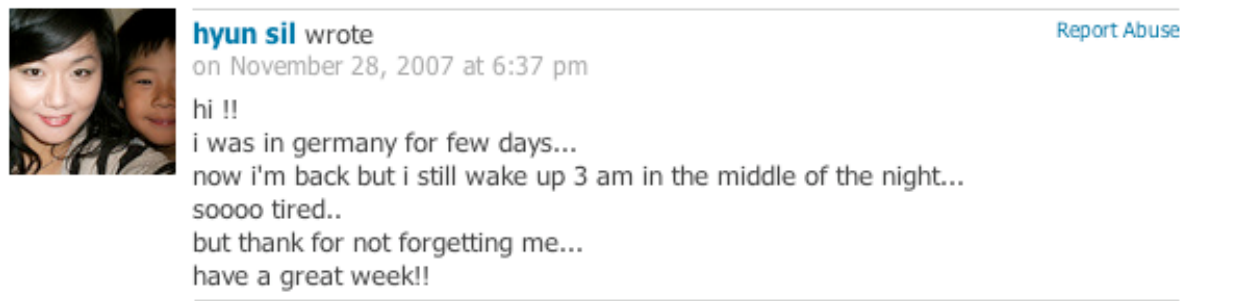 hyun sil wrote
Report Abuse
on November 28, 2007 at 6:37 pm
hi !!
i was in germany for few days...
now i'm back but i still wake up 3 am in the middle of the night...
soooo tired..
but thank for not forgetting me...
have a great week!!